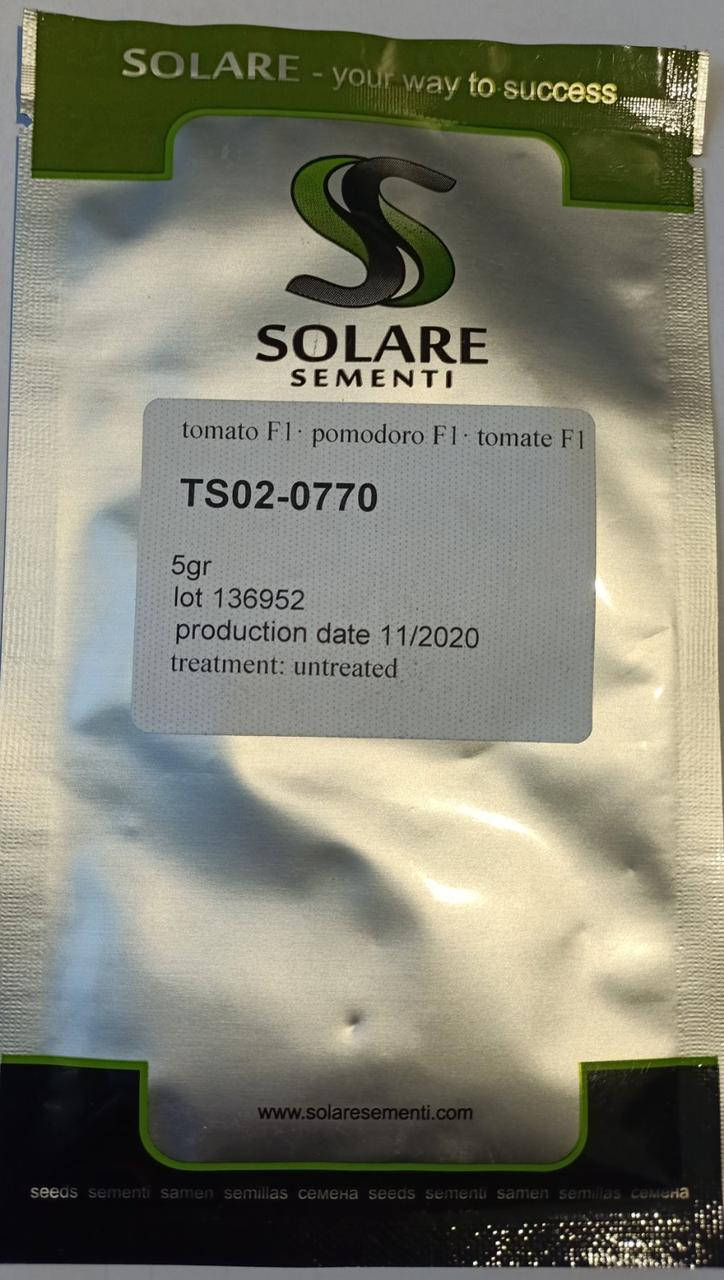 SOLARE - your way to success
SOLARE
SEMENTI
tomato F1· pomodoro F1· tomate F1
TS02-0770
5gr
lot 136952
production date 11/2020
treatment: untreated
www.solaresementi.com
seeds sementi samen semillas семена seeds sementi samen semillas семена